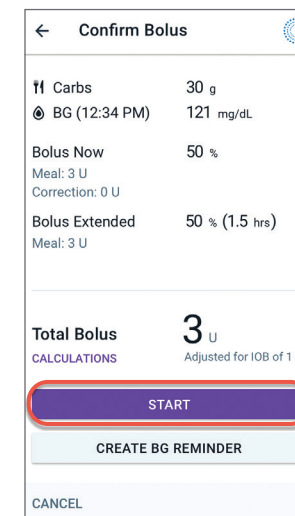 Confirm Bolus
Carbs 30 g
BG (12:34 PM) 121 mg/dL
Bolus Now 50 %
Meal: 3 U
Correction: 0 U
Bolus Extended 50 % (1.5 hrs)
Meal: 3 U
Total Bolus 3 U
CALCULATIONS Adjusted for IOB of 1
START
CREATE BG REMINDER
CANCEL